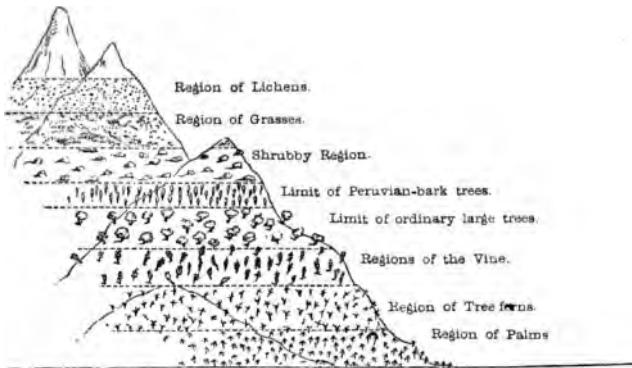 Region of Lichens.
Region of Grasses.
Shrubby Region.
Limit of Peruvian-bark trees.
Limit of ordinary large trees.
Regions of the Vine.
Region of Tree ferns.
Region of Palms